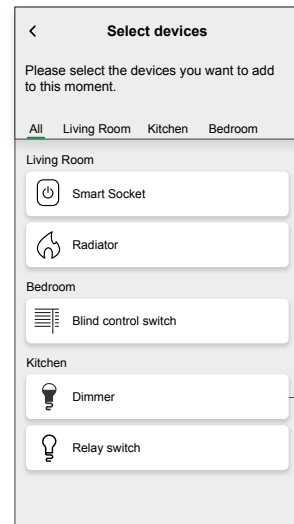 Select devices
Please select the devices you want to add
to this moment.
All Living Room Kitchen Bedroom
Living Room
Smart Socket
Radiator
Bedroom
Blind control switch
Kitchen
Dimmer
Relay switch